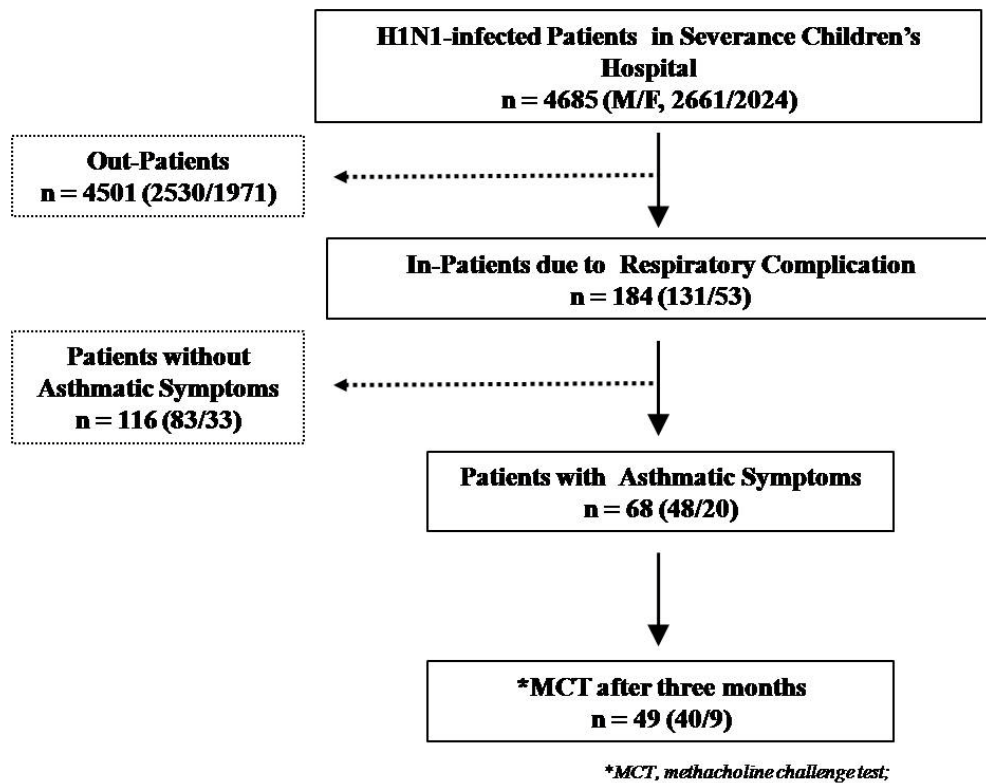 H1N1-infected Patients in Severance Children's
Hospital
n = 4685 (M/F, 2661/2024)
Out-Patients
n = 4501 (2530/1971)
In-Patients due to Respiratory Complication
n = 184 (131/53)
Patients without
Asthmatic Symptoms
n = 116 (83/33)
Patients with Asthmatic Symptoms
n = 68 (48/20)
*MCT after three months
n = 49 (40/9)
*MCT, methacholine challenge test;